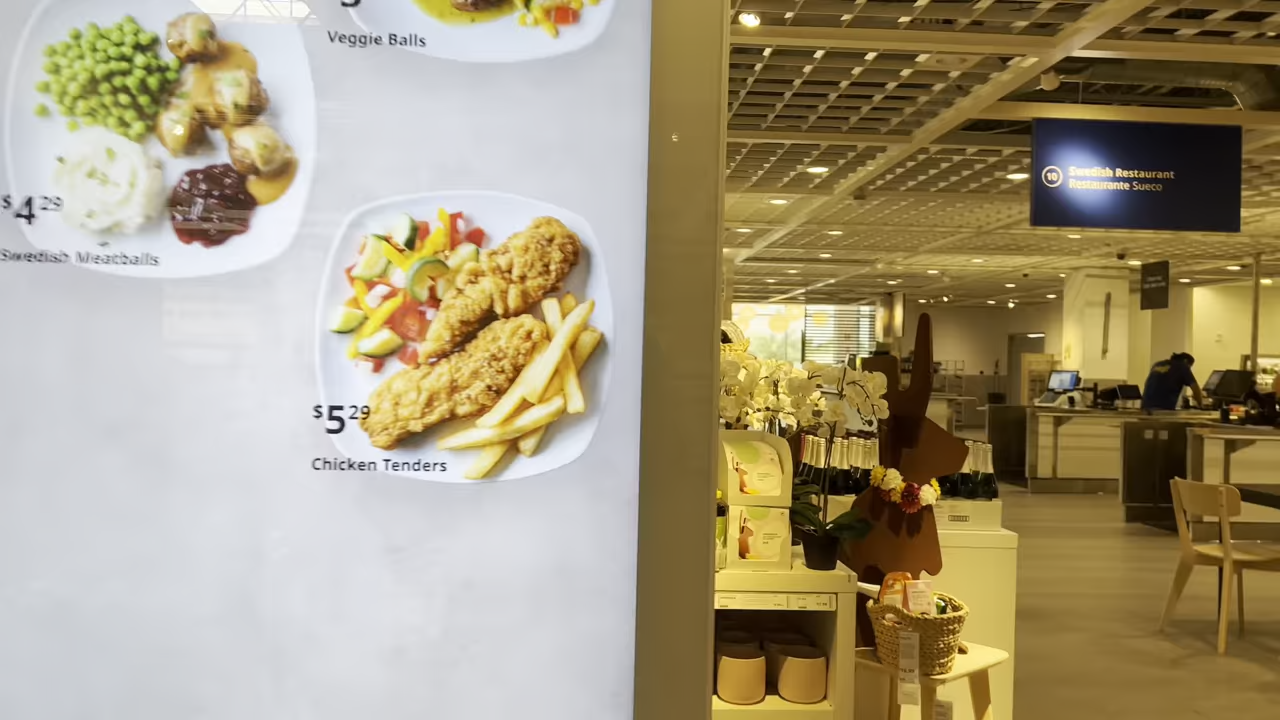 Veggie Balls
$4.29
Swedish Meatballs
$5.29
Chicken Tenders
10
Swedish Restaurant
Restaurante Sueco